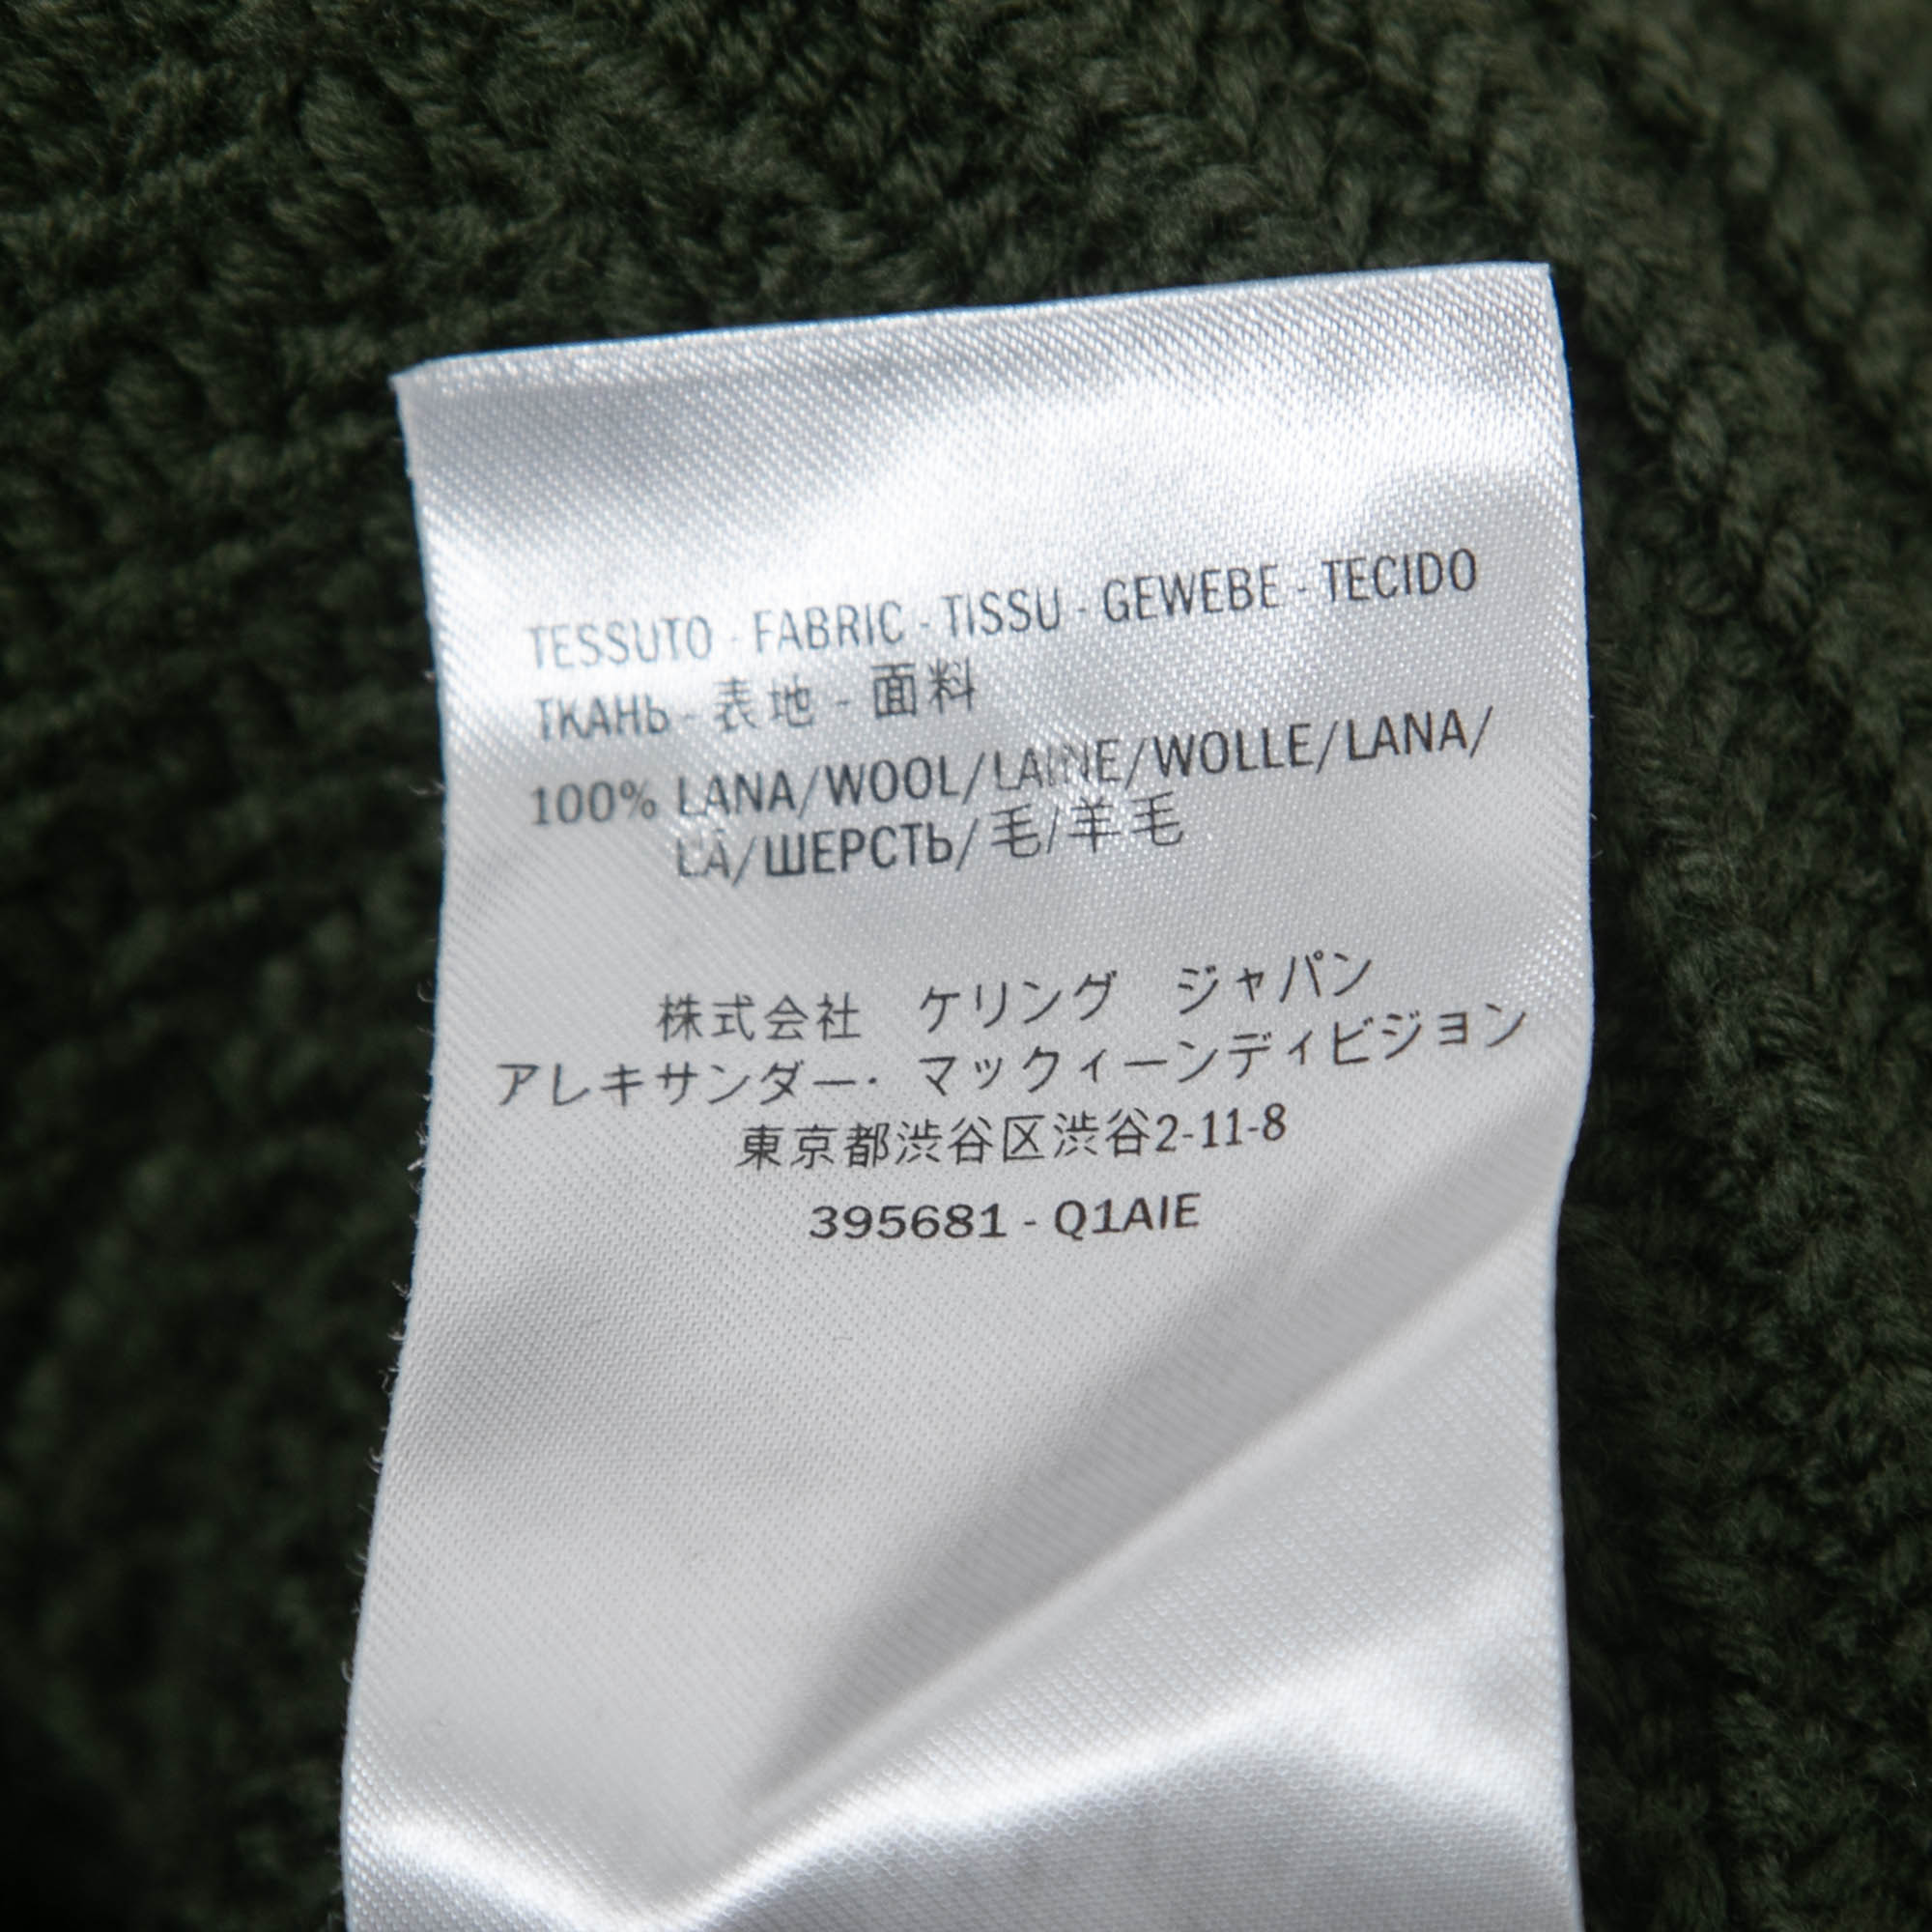 TESSUTO - FABRIC - TISSU - GEWEBE - TECIDO
ТКАНЬ - 表地 - 面料
100% LANA/WOOL/LAINE/WOLLE/LANA/
LÃ/ШЕРСТЬ/毛/羊毛
株式会社 ケリング ジャパン
アレキサンダー・マックィーンディビジョン
東京都渋谷区渋谷2-11-8
395681 - Q1AIE